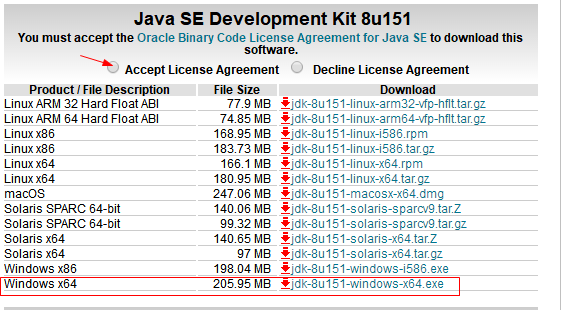 Java SE Development Kit 8u151
You must accept the Oracle Binary Code License Agreement for Java SE to download this
software.
Accept License Agreement Decline License Agreement
Product / File Description File Size Download
Linux ARM 32 Hard Float ABI 77.9 MB jdk-8u151-linux-arm32-vfp-hflt.tar.gz
Linux ARM 64 Hard Float ABI 74.85 MB jdk-8u151-linux-arm64-vfp-hflt.tar.gz
Linux x86 168.95 MB jdk-8u151-linux-i586.rpm
Linux x86 183.73 MB jdk-8u151-linux-i586.tar.gz
Linux x64 166.1 MB jdk-8u151-linux-x64.rpm
Linux x64 180.95 MB jdk-8u151-linux-x64.tar.gz
macOS 247.06 MB jdk-8u151-macosx-x64.dmg
Solaris SPARC 64-bit 140.06 MB jdk-8u151-solaris-sparcv9.tar.Z
Solaris SPARC 64-bit 99.32 MB jdk-8u151-solaris-sparcv9.tar.gz
Solaris x64 140.65 MB jdk-8u151-solaris-x64.tar.Z
Solaris x64 97 MB jdk-8u151-solaris-x64.tar.gz
Windows x86 198.04 MB jdk-8u151-windows-i586.exe
Windows x64 205.95 MB jdk-8u151-windows-x64.exe